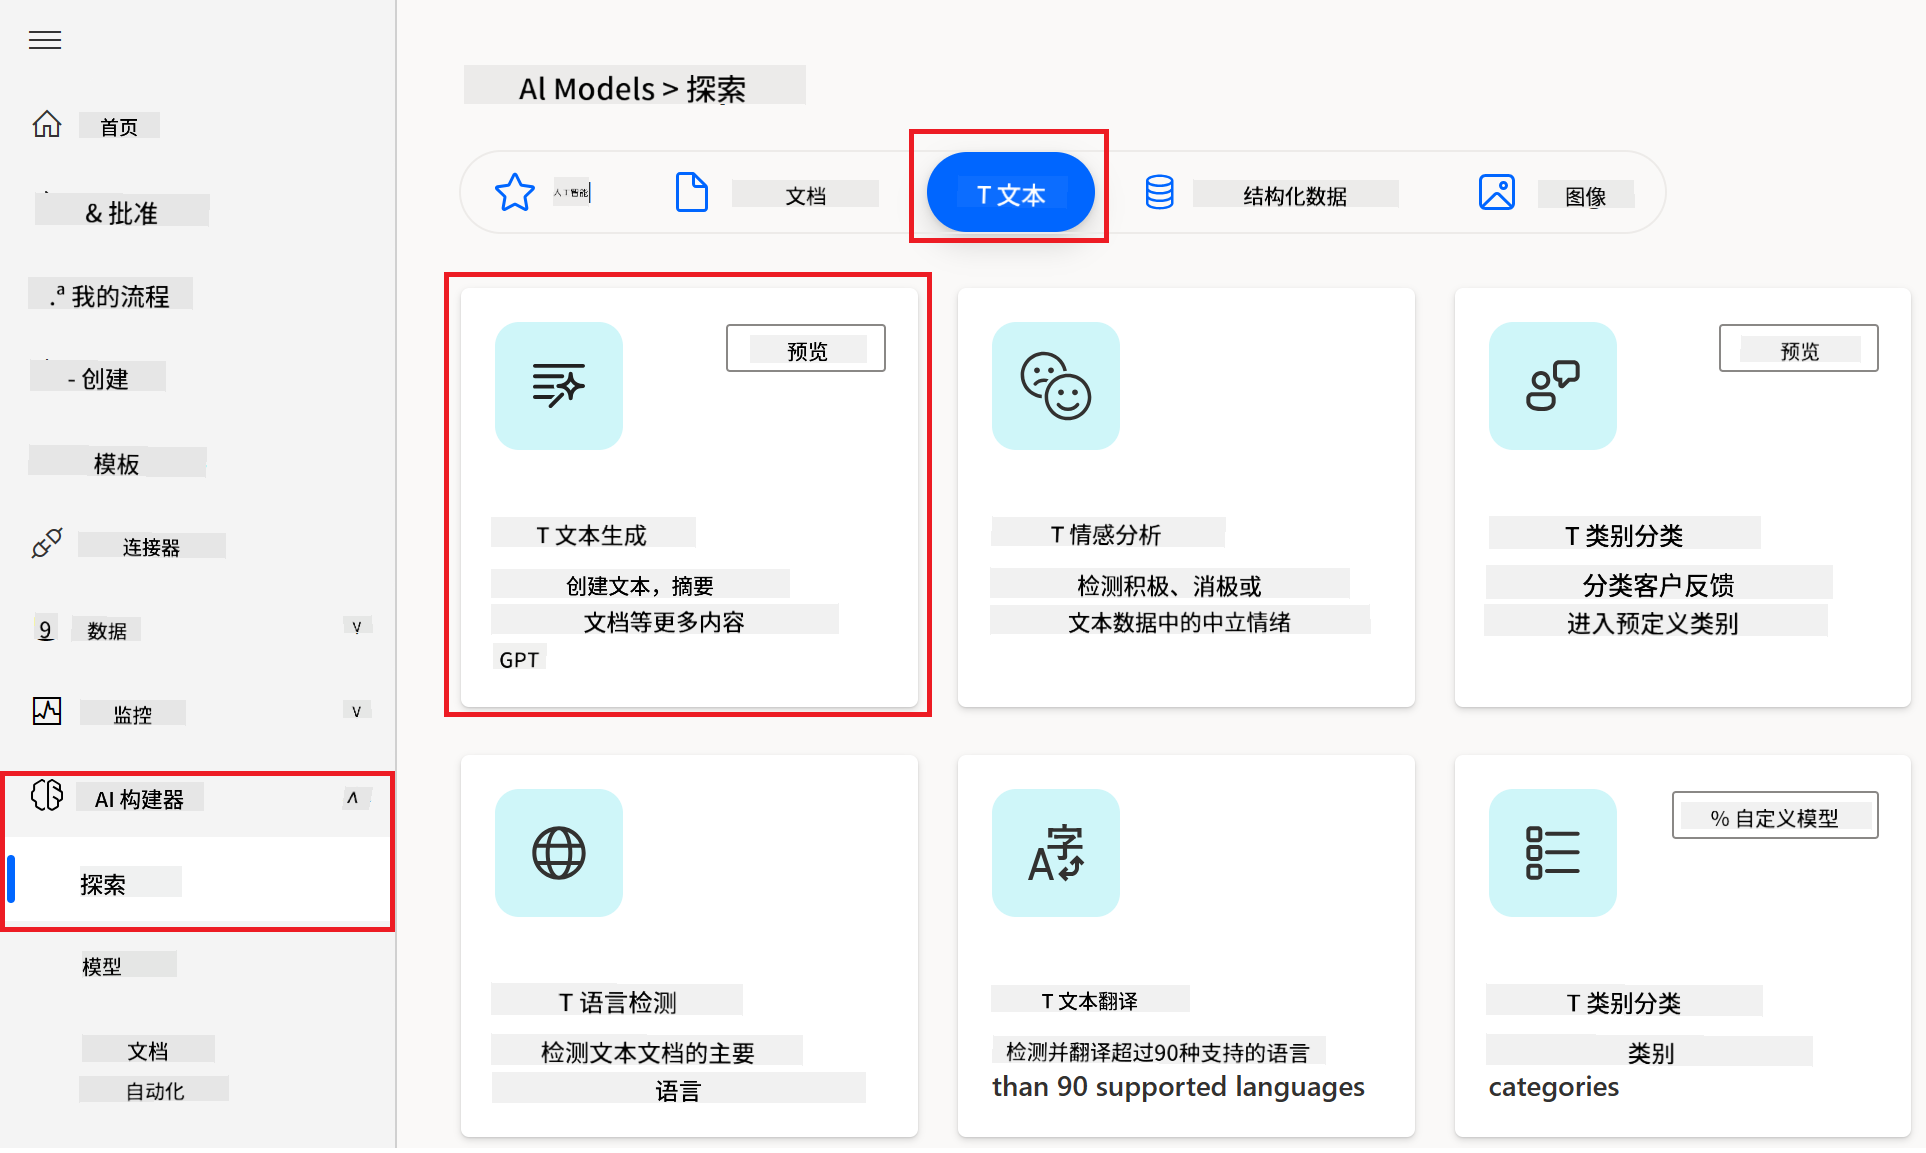 AI Models > 探索
首页
& 批准
.ª 我的流程
- 创建
模板
连接器
9 数据 v
监控 v
AI 构建器 ^
探索
模型
文档
自动化
人工智能
文档
T 文本
结构化数据
图像
预览
T 文本生成
创建文本，摘要
文档等更多内容
GPT
T 情感分析
检测积极、消极或
文本数据中的中立情绪
预览
T 类别分类
分类客户反馈
进入预定义类别
T 语言检测
检测文本文档的主要
语言
T 文本翻译
检测并翻译超过90种支持的语言
than 90 supported languages
% 自定义模型
T 类别分类
类别
categories